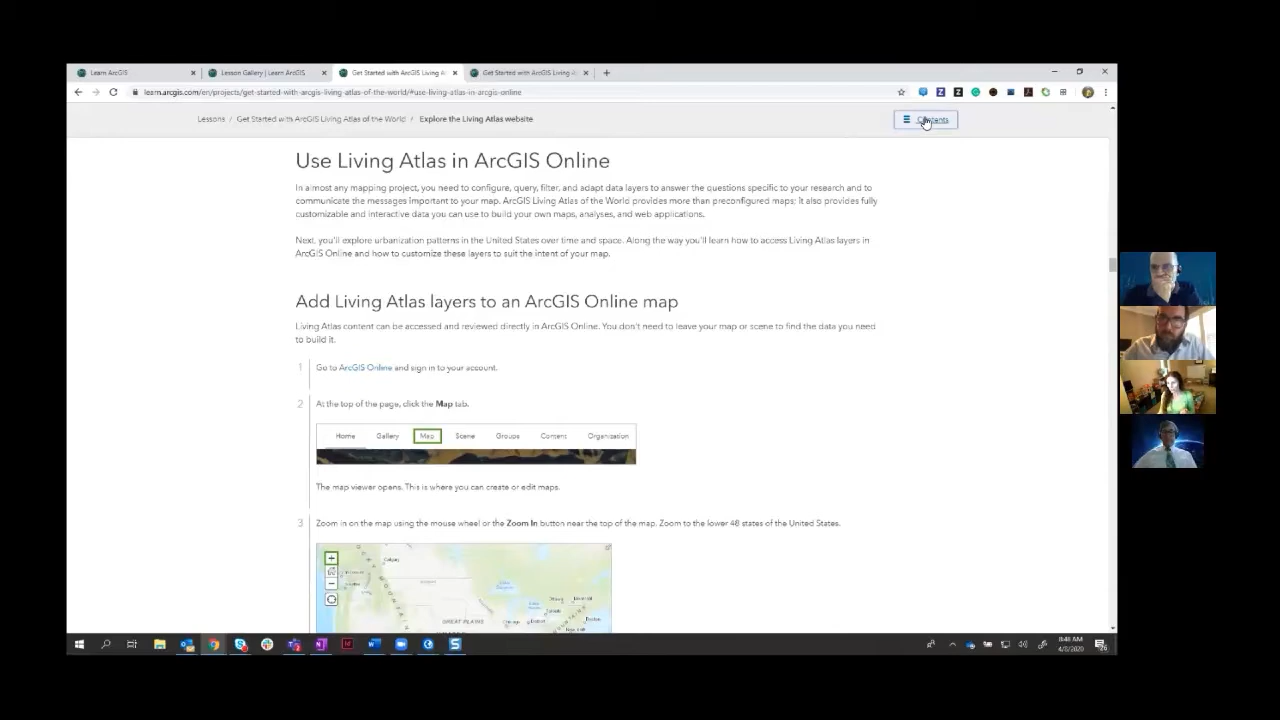 Learn ArcGIS
Lesson Gallery | Learn ArcGIS
Get Started with ArcGIS Living A
Get Started with ArcGIS Living A
learn.arcgis.com/en/projects/get-started-with-arcgis-living-atlas-of-the-world/#use-living-atlas-in-arcgis-online
Lessons / Get Started with ArcGIS Living Atlas of the World / Explore the Living Atlas website
Contents
Use Living Atlas in ArcGIS Online
In almost any mapping project, you need to configure, query, filter, and adapt data layers to answer the questions specific to your research and to
communicate the messages important to your map. ArcGIS Living Atlas of the World provides more than preconfigured maps; it also provides fully
customizable and interactive data you can use to build your own maps, analyses, and web applications.
Next, you'll explore urbanization patterns in the United States over time and space. Along the way you'll learn how to access Living Atlas layers in
ArcGIS Online and how to customize these layers to suit the intent of your map.
Add Living Atlas layers to an ArcGIS Online map
Living Atlas content can be accessed and reviewed directly in ArcGIS Online. You don't need to leave your map or scene to find the data you need
to build it.
1 Go to ArcGIS Online and sign in to your account.
2 At the top of the page, click the Map tab.
Home Gallery Map Scene Groups Content Organization
The map viewer opens. This is where you can create or edit maps.
3 Zoom in on the map using the mouse wheel or the Zoom In button near the top of the map. Zoom to the lower 48 states of the United States.
Calgary
GREAT PLAINS
Chicago
Toronto
Boston
8:48 AM
4/8/2020